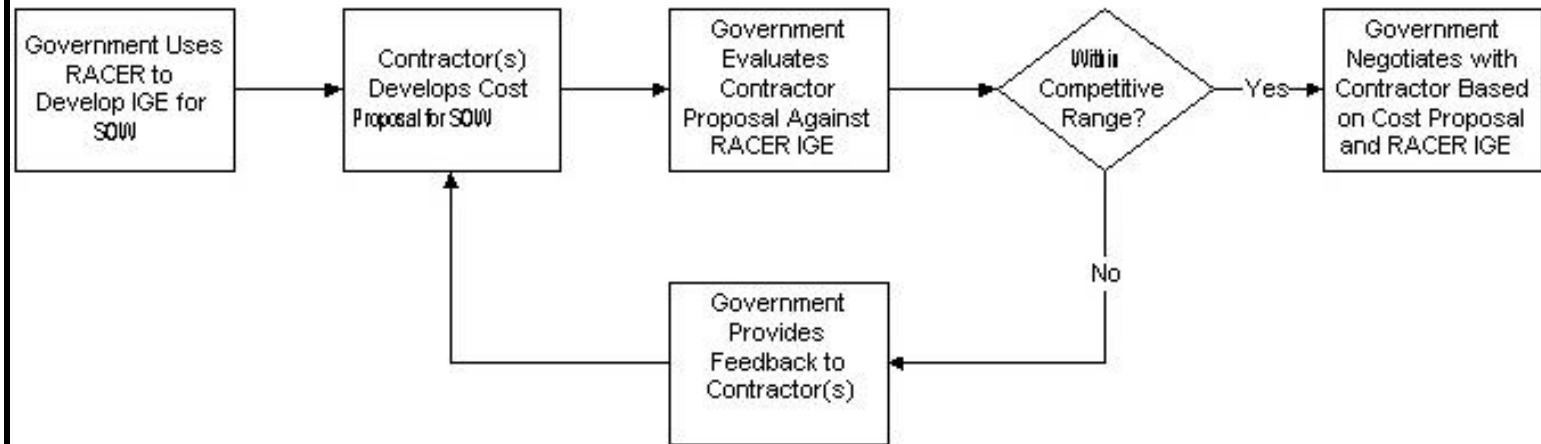 Government Uses
RACER to
Develop IGE for
SOW
Contractor(s)
Develops Cost
Proposal for SOW
Government
Evaluates
Contractor
Proposal Against
RACER IGE
Within
Competitive
Range?
Yes
Government
Negotiates with
Contractor Based
on Cost Proposal
and RACER IGE
No
Government
Provides
Feedback to
Contractor(s)